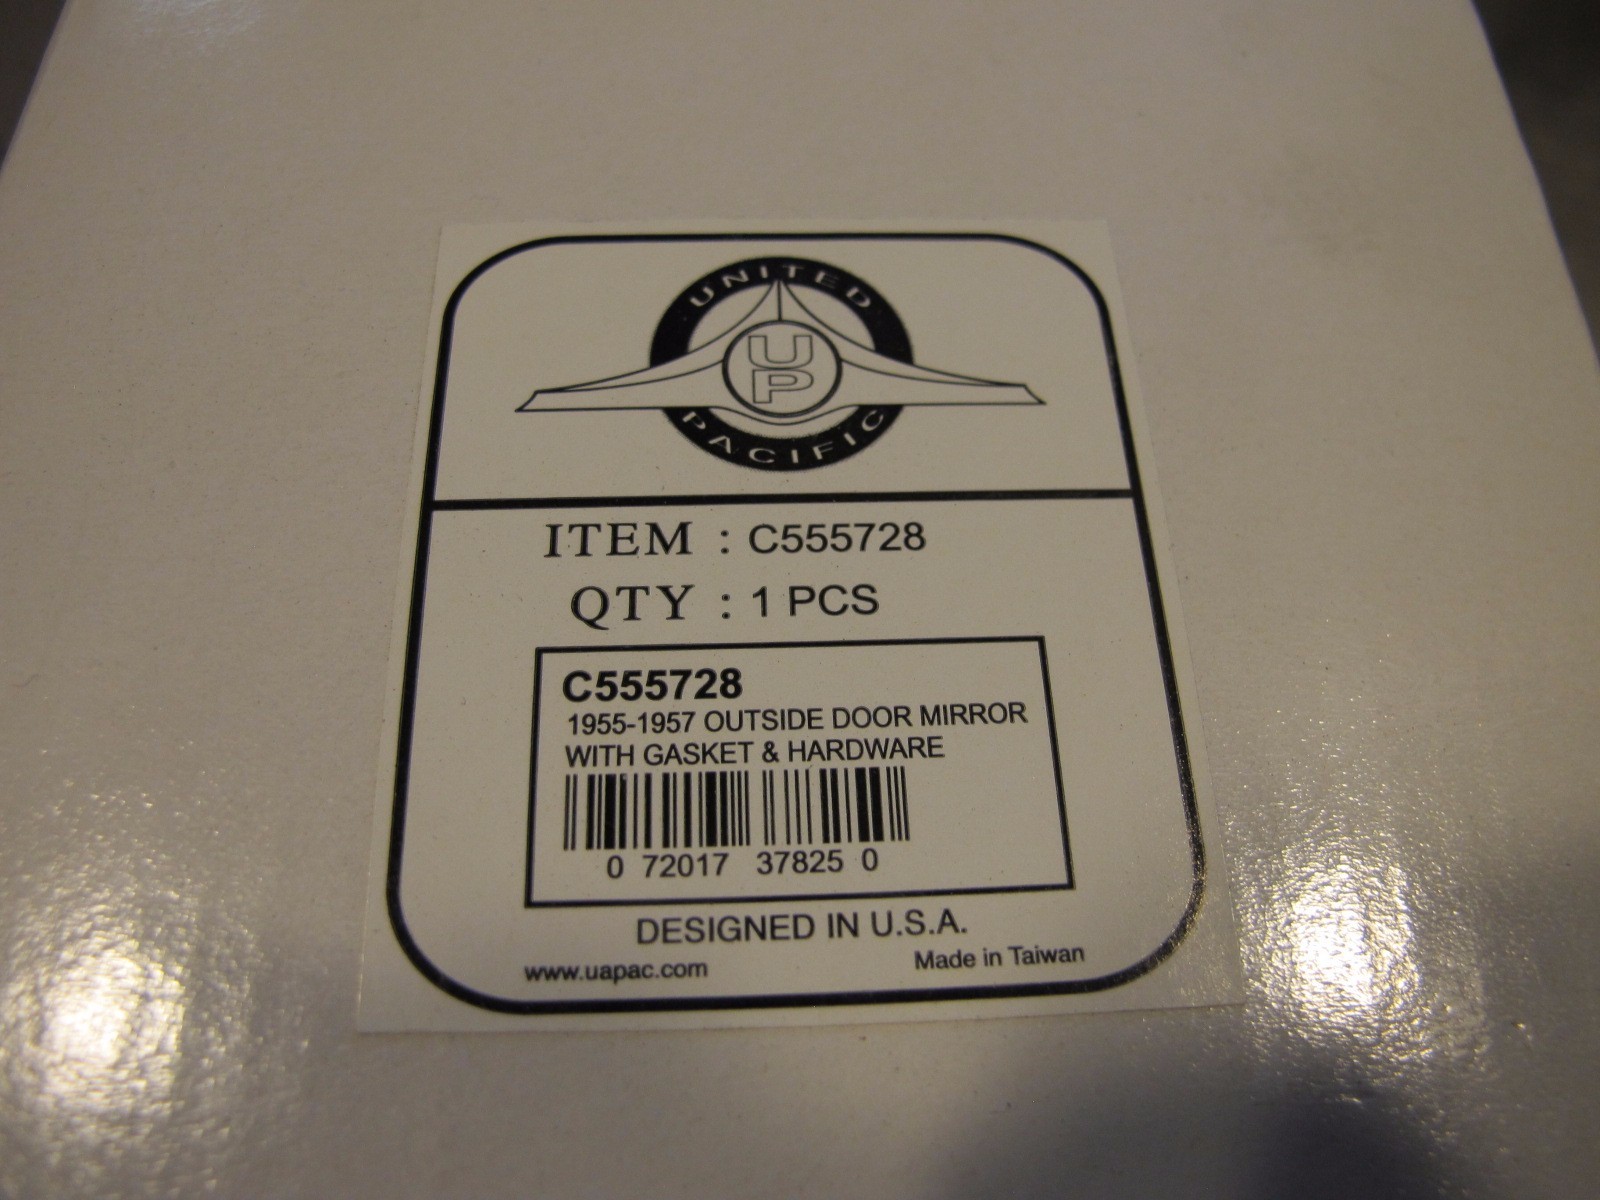 UNITED
UP
PACIFIC
ITEM : C555728
QTY : 1 PCS
C555728
1955-1957 OUTSIDE DOOR MIRROR
WITH GASKET & HARDWARE
0 72017 37825 0
DESIGNED IN U.S.A.
www.uapac.com Made in Taiwan